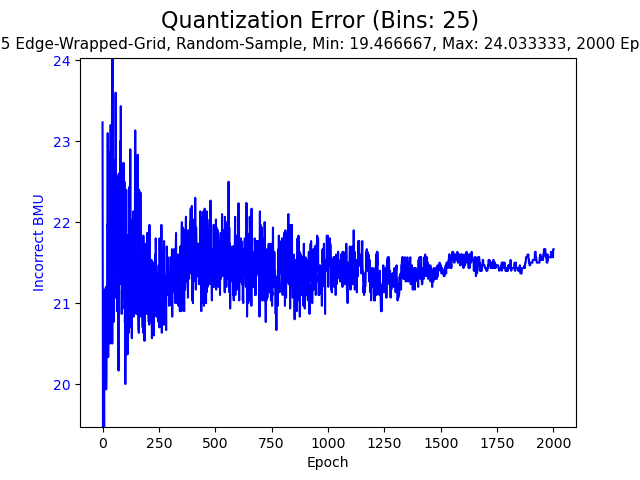 Quantization Error (Bins: 25)
5 Edge-Wrapped-Grid, Random-Sample, Min: 19.466667, Max: 24.033333, 2000 Ep
24
23
22
21
20
Incorrect BMU
0 250 500 750 1000 1250 1500 1750 2000
Epoch